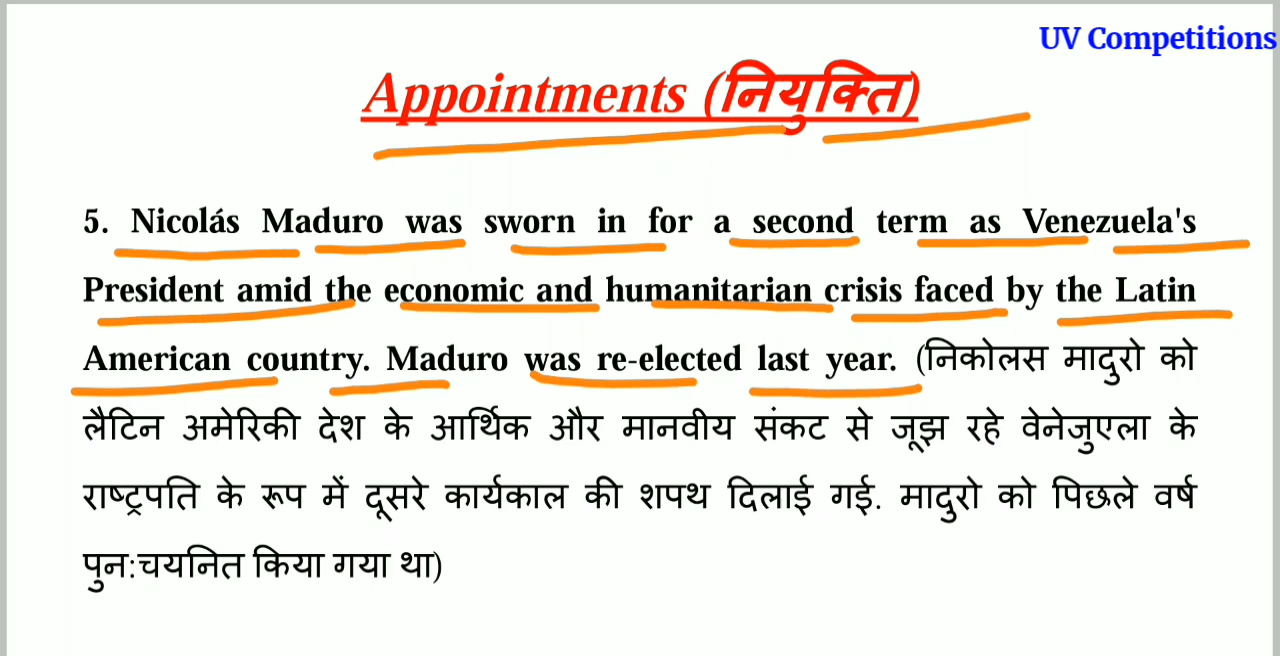 UV Competitions
Appointments (नियुक्ति)
5. Nicolás Maduro was sworn in for a second term as Venezuela's
President amid the economic and humanitarian crisis faced by the Latin
American country. Maduro was re-elected last year. (निकोलस मादुरो को
लैटिन अमेरिकी देश के आर्थिक और मानवीय संकट से जूझ रहे वेनेजुएला के
राष्ट्रपति के रूप में दूसरे कार्यकाल की शपथ दिलाई गई. मादुरो को पिछले वर्ष
पुन:चयनित किया गया था)